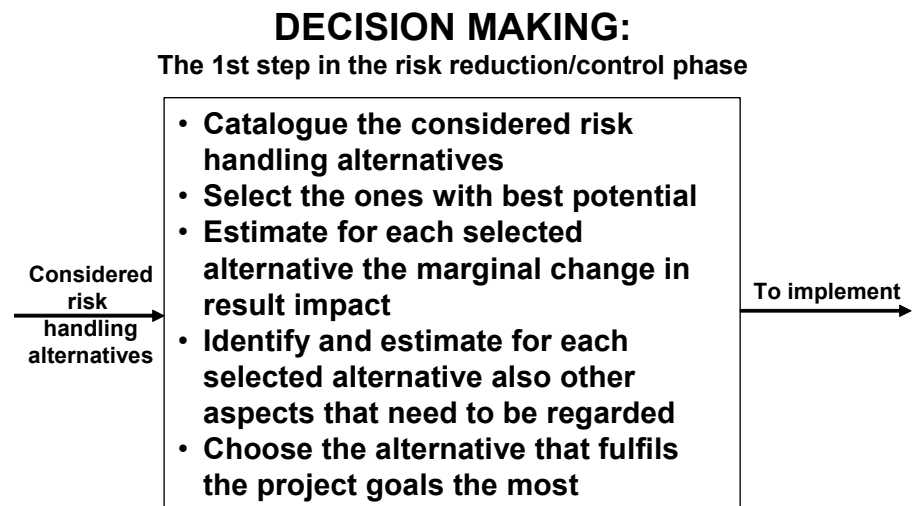 DECISION MAKING:
The 1st step in the risk reduction/control phase
• Catalogue the considered risk
handling alternatives
• Select the ones with best potential
• Estimate for each selected
alternative the marginal change in
result impact
• Identify and estimate for each
selected alternative also other
aspects that need to be regarded
• Choose the alternative that fulfils
the project goals the most
Considered
risk
handling
alternatives
To implement